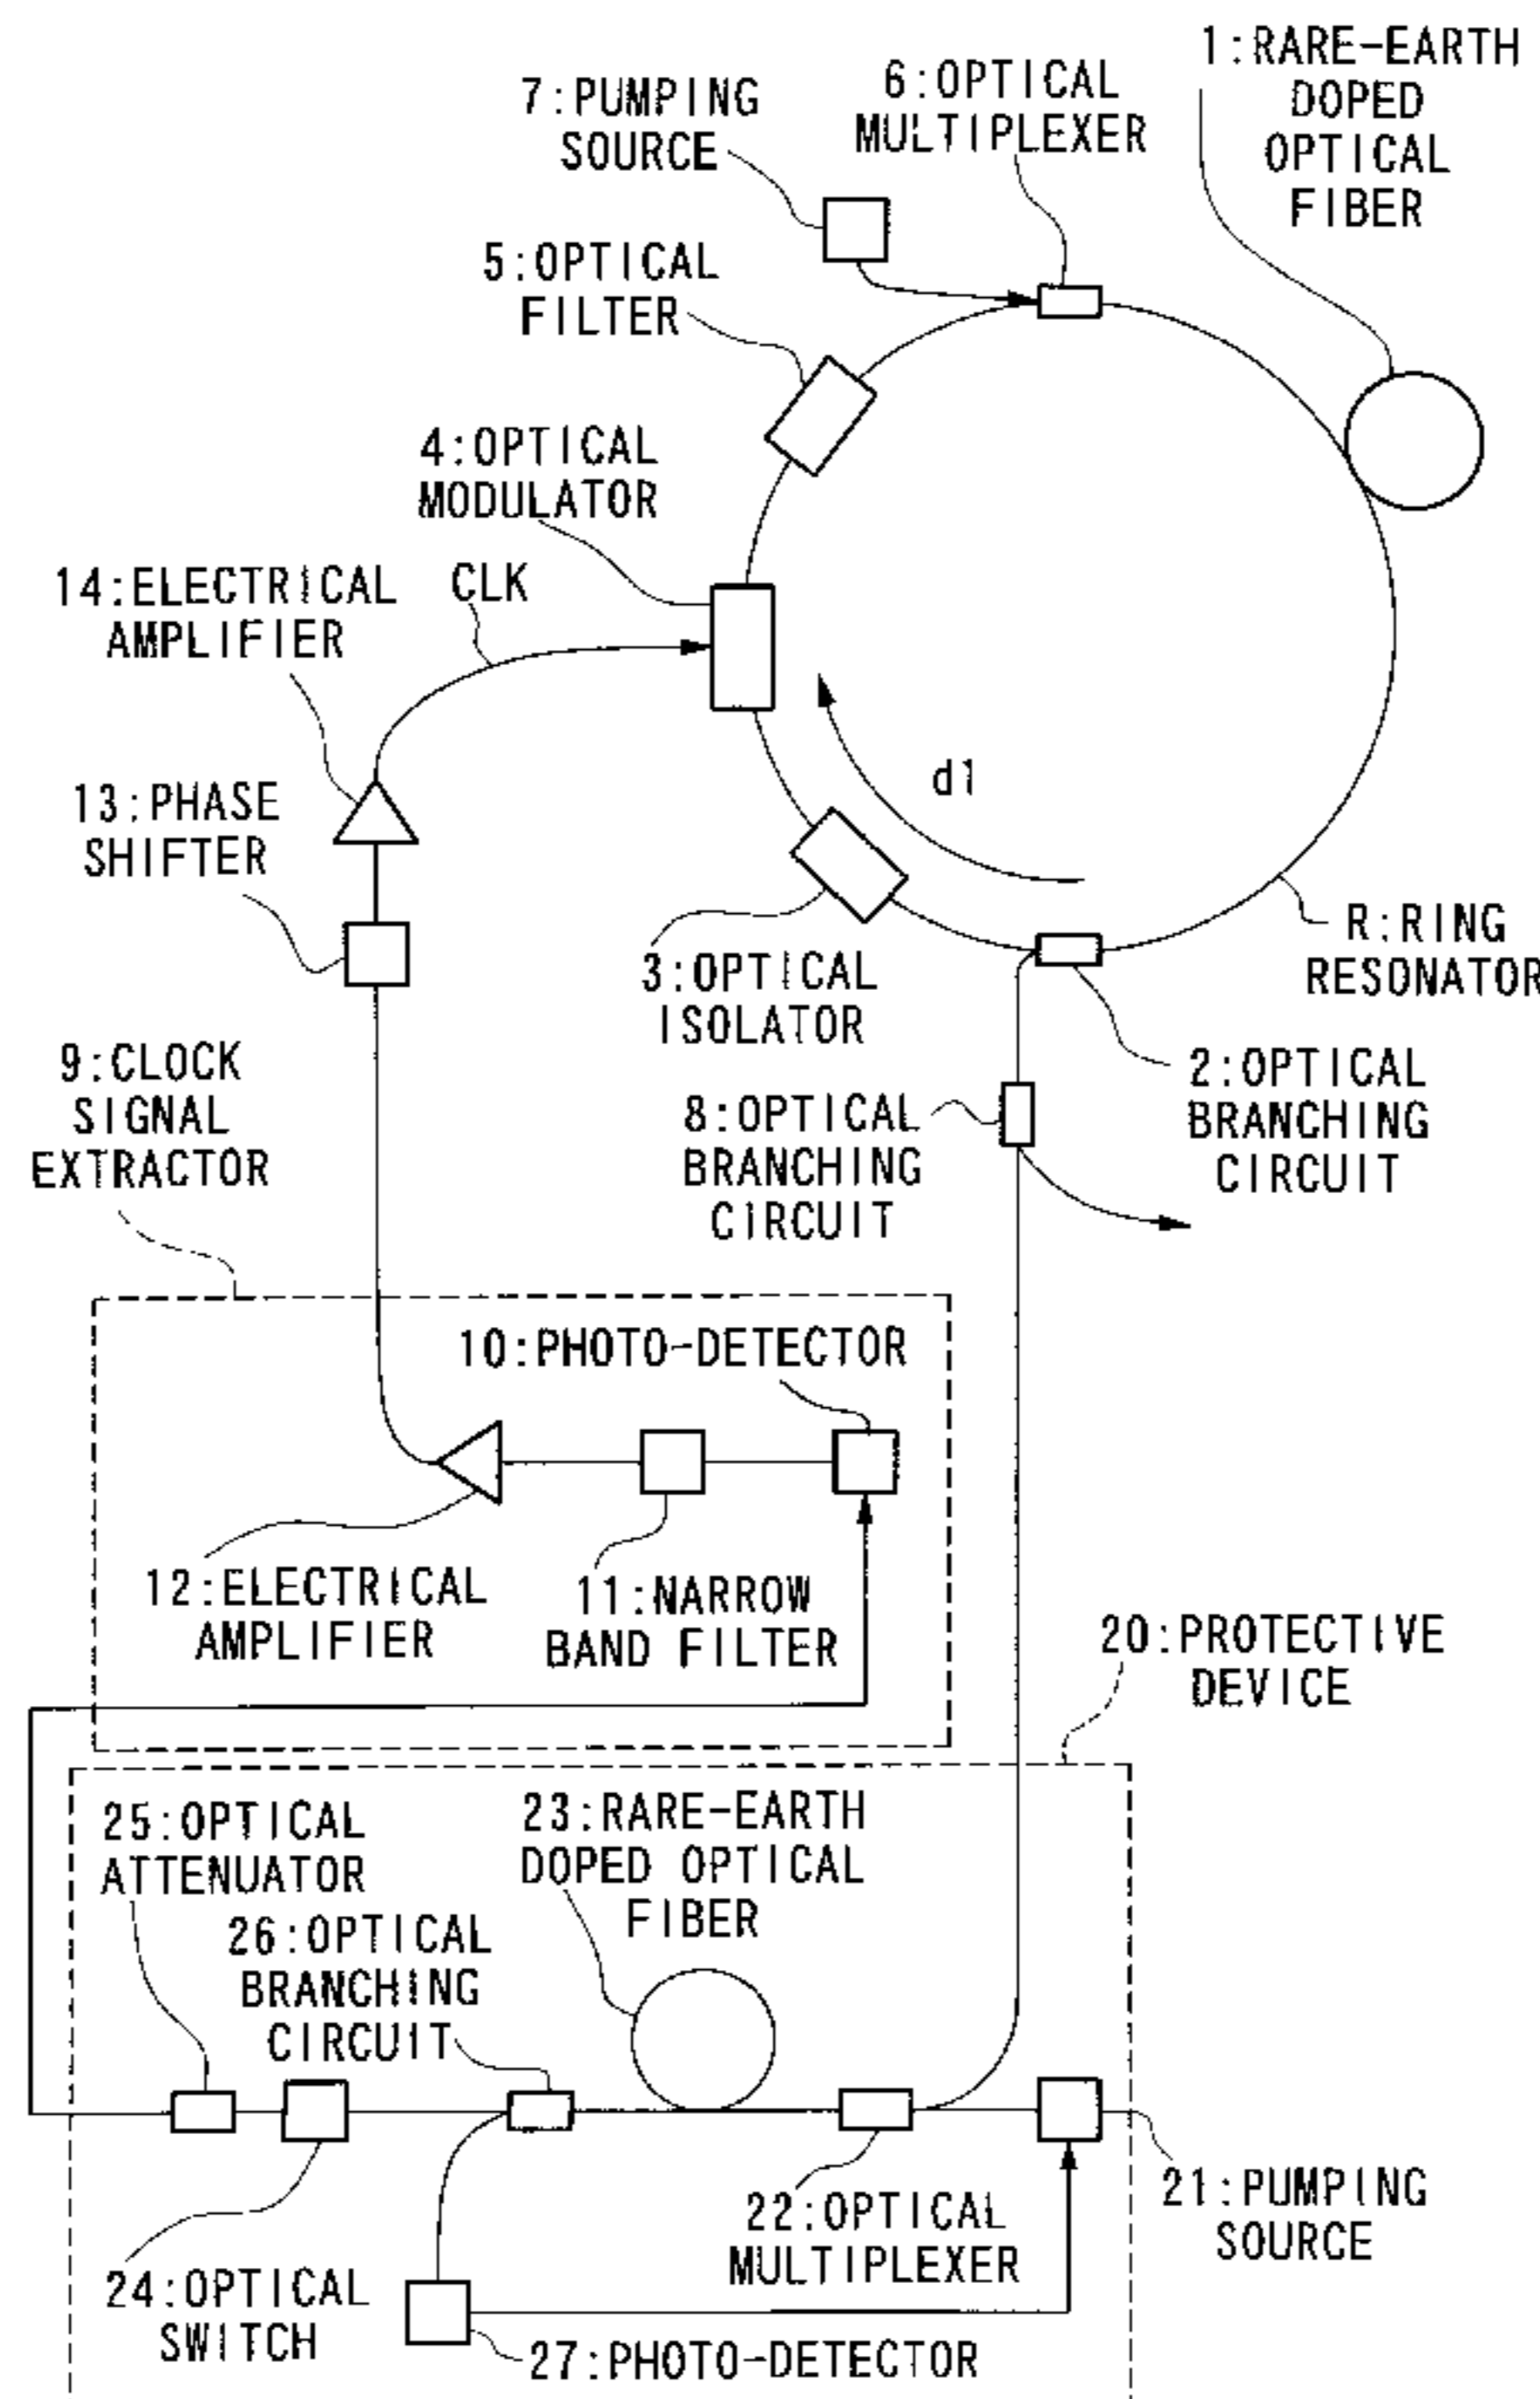 1:RARE-EARTH
DOPED
OPTICAL
FIBER
6:OPTICAL
MULTIPLEXER
7:PUMPING
SOURCE
5:OPTICAL
FILTER
4:OPTICAL
MODULATOR
14:ELECTRICAL
AMPLIFIER
CLK
13:PHASE
SHIFTER
d1
R:RING
RESONATOR
3:OPTICAL
ISOLATOR
9:CLOCK
SIGNAL
EXTRACTOR
2:OPTICAL
BRANCHING
CIRCUIT
8:OPTICAL
BRANCHING
CIRCUIT
10:PHOTO-DETECTOR
12:ELECTRICAL
AMPLIFIER
11:NARROW
BAND FILTER
20:PROTECTIVE
DEVICE
25:OPTICAL
ATTENUATOR
23:RARE-EARTH
DOPED OPTICAL
FIBER
26:OPTICAL
BRANCHING
CIRCUIT
22:OPTICAL
MULTIPLEXER
21:PUMPING
SOURCE
24:OPTICAL
SWITCH
27:PHOTO-DETECTOR